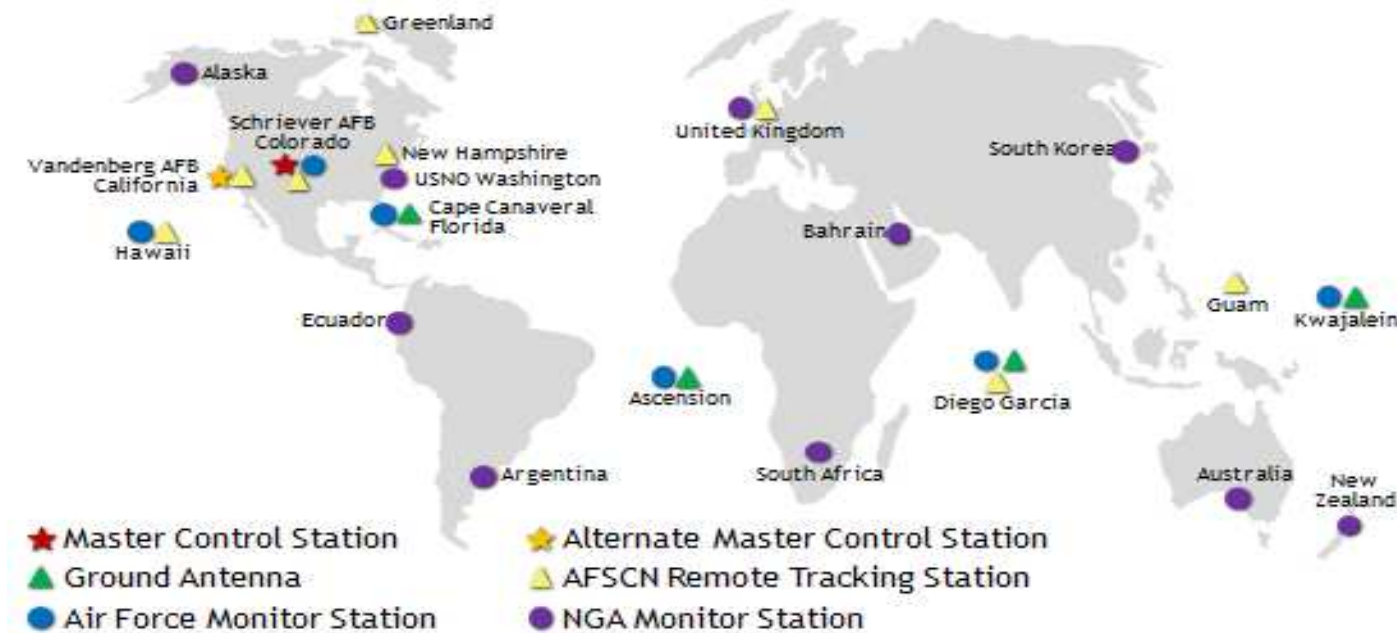 Greenland
Alaska
Schriever AFB
Colorado
New Hampshire
United Kingdom
South Korea
Vandenberg AFB
California
USNO Washington
Cape Canaveral
Florida
Bahrain
Hawaii
Guam
Kwajalein
Ecuador
Ascension
Diego Garcia
Argentina
South Africa
Australia
New
Zealand
Master Control Station
Alternate Master Control Station
Ground Antenna
AFSCN Remote Tracking Station
Air Force Monitor Station
NGA Monitor Station